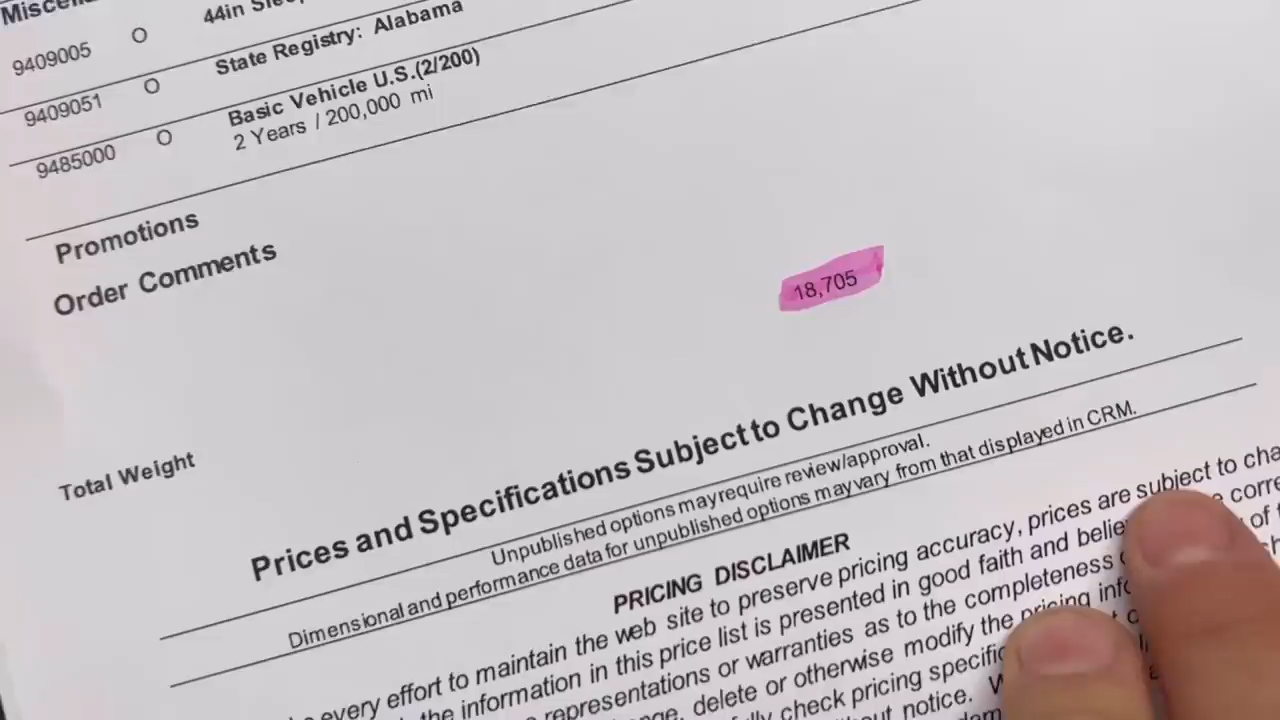 9409005 O 44in
9409051 O State Registry: Alabama
9485000 O Basic Vehicle U.S.(2/200)
2 Years / 200,000 mi
Promotions
Order Comments
18,705
Total Weight
Prices and Specifications Subject to Change Without Notice.
Unpublished options may require review/approval.
Dimensional and performance data for unpublished options may vary from that displayed in CRM.
PRICING DISCLAIMER
every effort to maintain the web site to preserve pricing accuracy, prices are subject to
the information in this price list is presented in good faith and
representations or warranties as to the completeness
delete or otherwise modify the pricing
check pricing
notice.